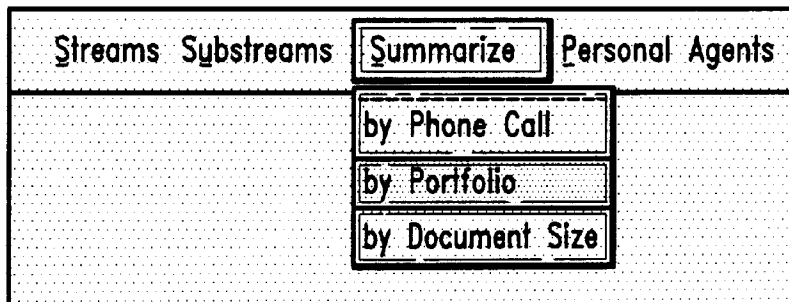 Streams Substreams Summarize Personal Agents
by Phone Call
by Portfolio
by Document Size